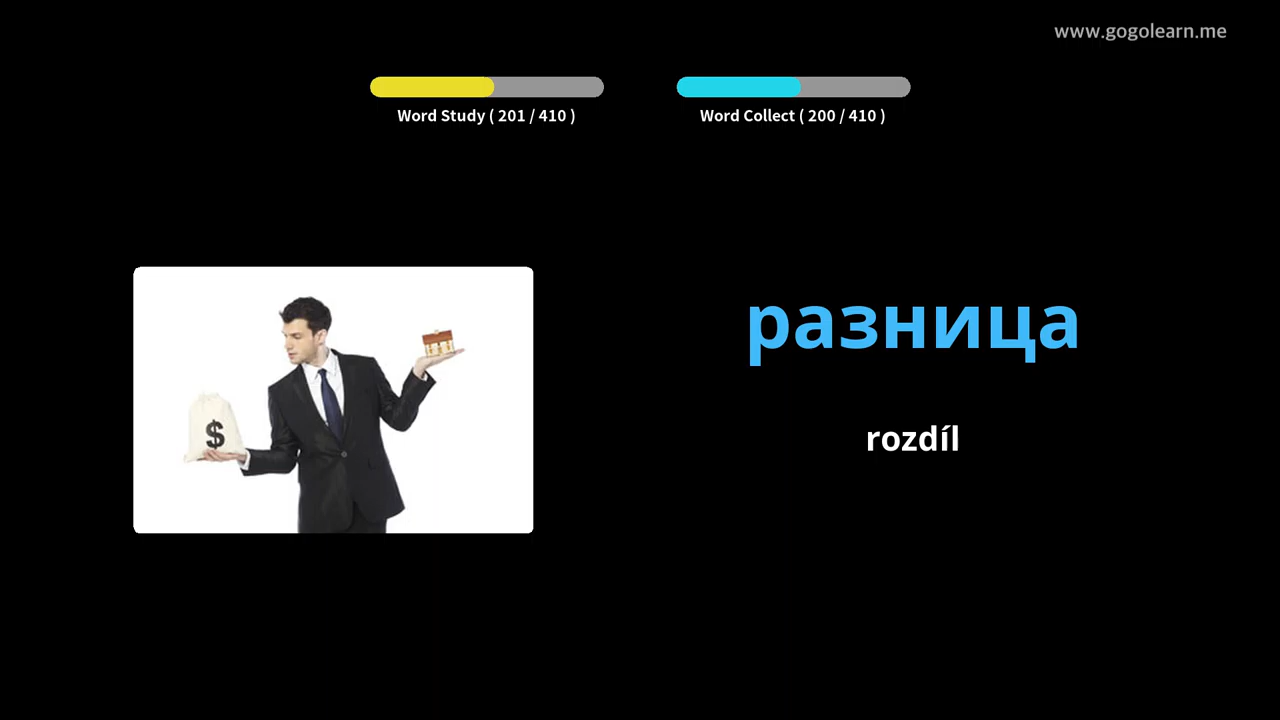 www.gogolearn.me
Word Study ( 201 / 410 )
Word Collect ( 200 / 410 )
разница
rozdíl
$